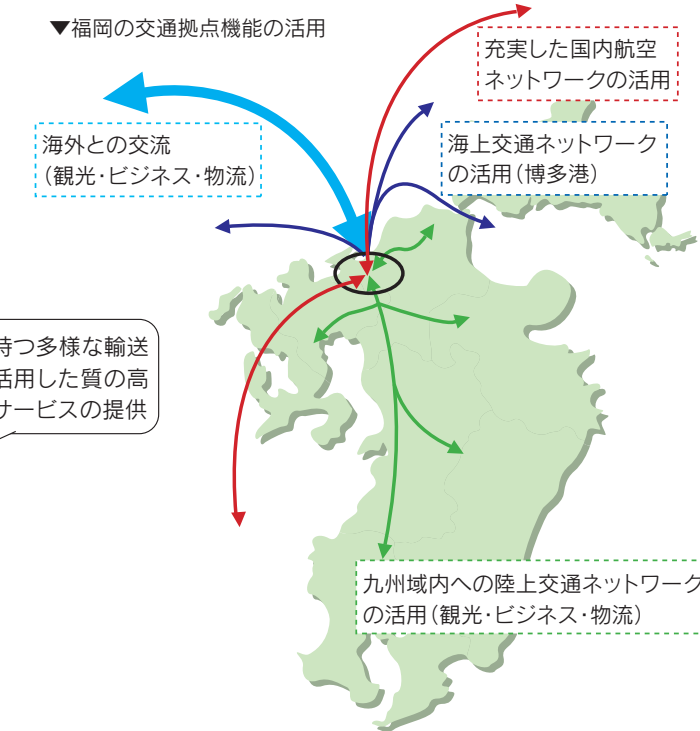 ▼福岡の交通拠点機能の活用
充実した国内航空
ネットワークの活用
海外との交流
(観光・ビジネス・物流)
海上交通ネットワーク
の活用(博多港)
持つ多様な輸送
活用した質の高
サービスの提供
九州域内への陸上交通ネットワーク
の活用(観光・ビジネス・物流)